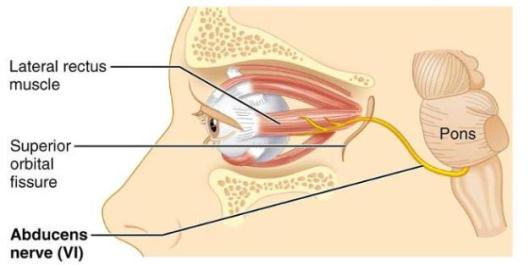 Lateral rectus
muscle
Superior
orbital
fissure
Abducens
nerve (VI)
Pons